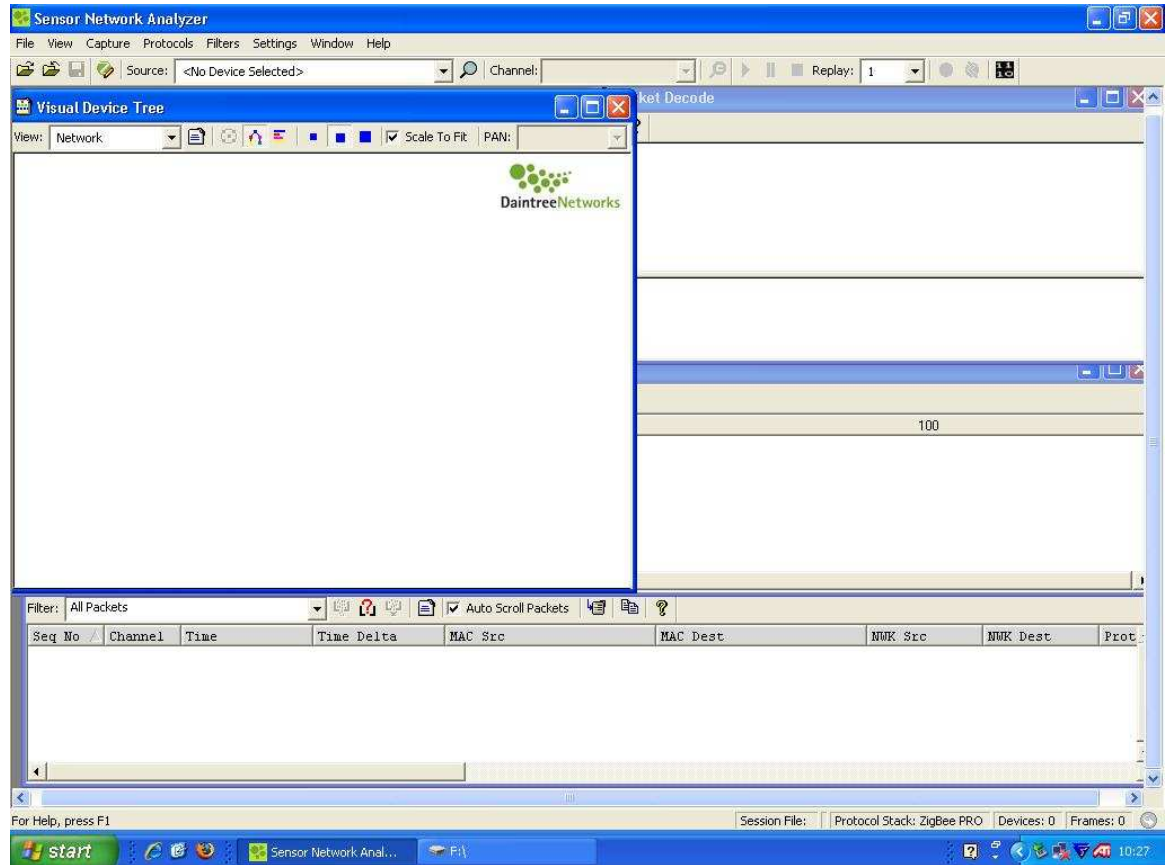 Sensor Network Analyzer
File View Capture Protocols Filters Settings Window Help
Source: <No Device Selected> Channel: Replay: 1
Visual Device Tree
ket Decode
View: Network Scale To Fit PAN:
DaintreeNetworks
100
Filter: All Packets Auto Scroll Packets
Seq No Channel Time Time Delta MAC Src MAC Dest NWK Src NWK Dest Prot
For Help, press F1 Session File: Protocol Stack: ZigBee PRO Devices: 0 Frames: 0
start Sensor Network Anal... F:\ 10:27